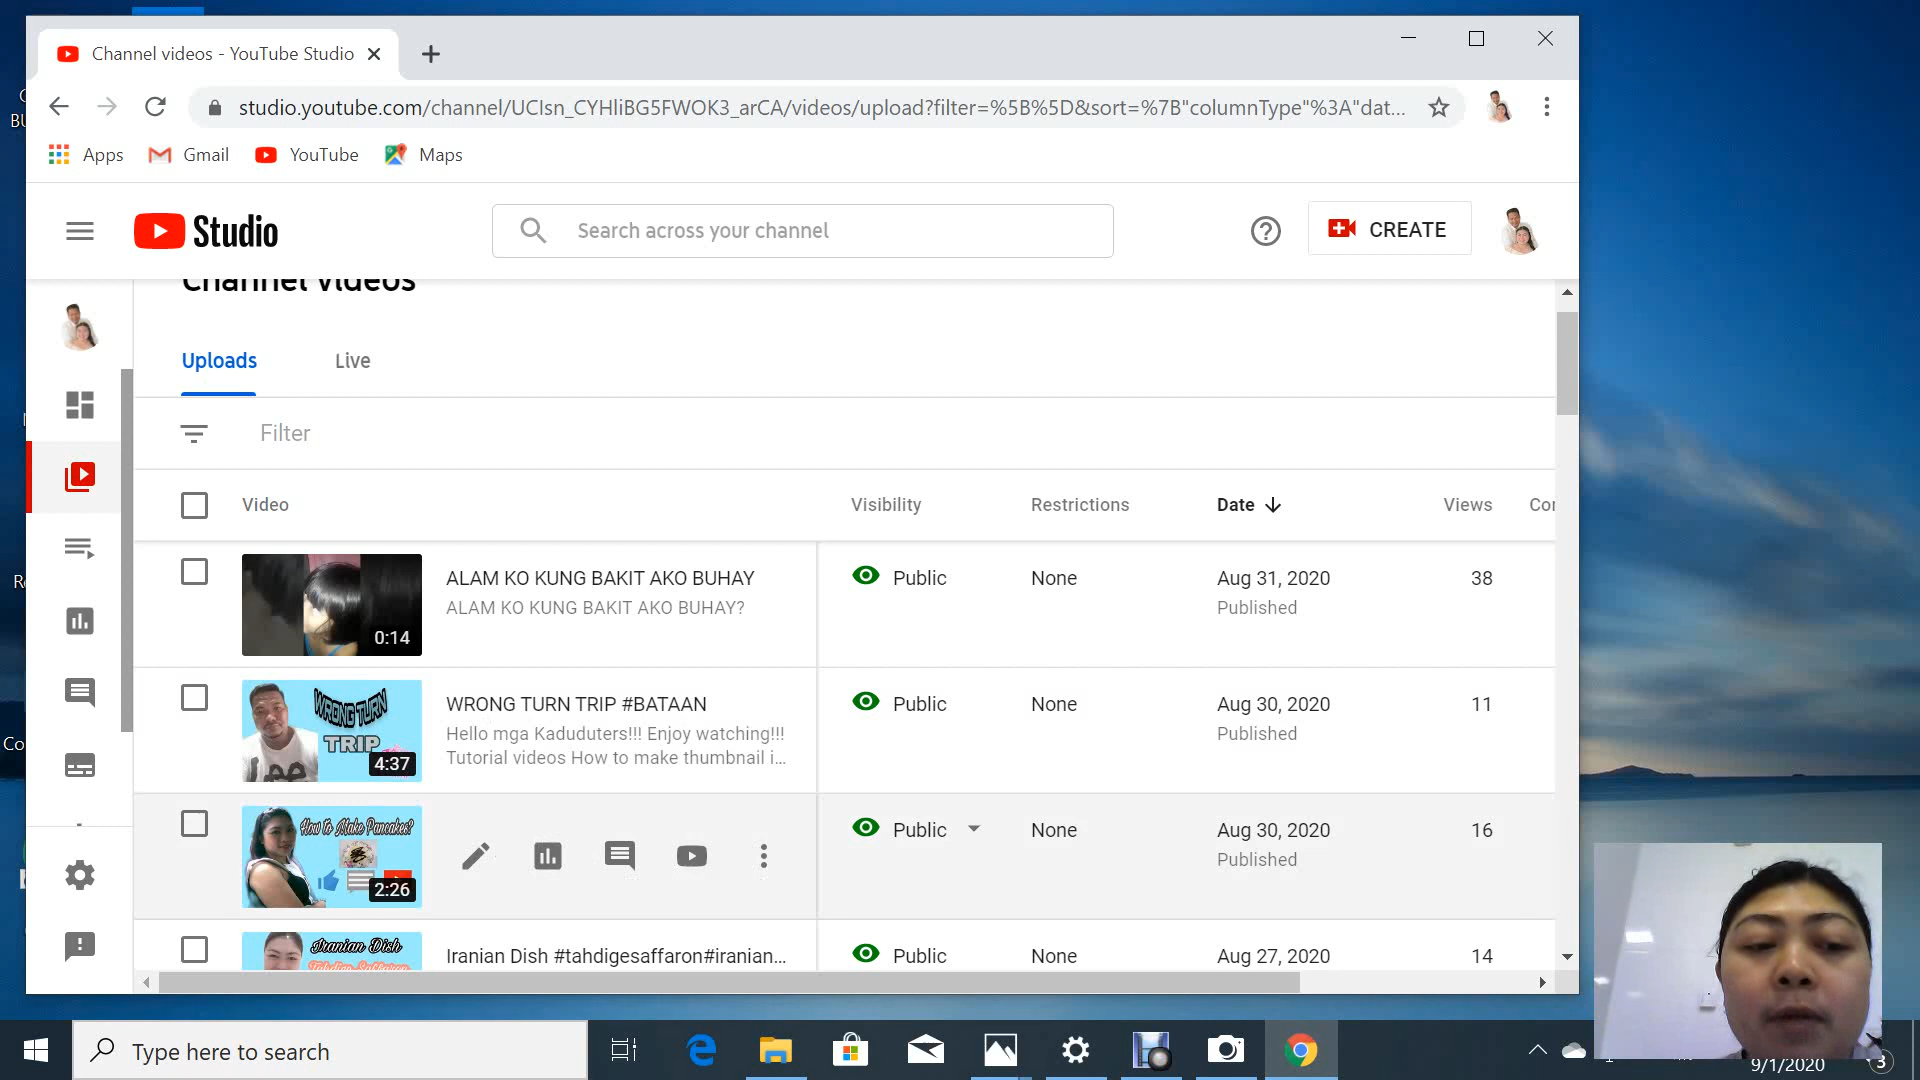 Channel videos - YouTube Studio
studio.youtube.com/channel/UCIsn_CYHliBG5FWOK3_arCA/videos/upload?filter=%5B%5D&sort=%7B"columnType"%3A"dat...
Apps Gmail YouTube Maps
Studio
Search across your channel
CREATE
Channel videos
Uploads Live
Filter
Video Visibility Restrictions Date Views
ALAM KO KUNG BAKIT AKO BUHAY Public None Aug 31, 2020 38
ALAM KO KUNG BAKIT AKO BUHAY? Published
0:14
WRONG TURN
TRIP
4:37
WRONG TURN TRIP #BATAAN Public None Aug 30, 2020 11
Hello mga Kaduduters!!! Enjoy watching!!! Published
Tutorial videos How to make thumbnail i...
How to Make Pancakes?
2:26
Public None Aug 30, 2020 16
Published
Iranian Dish
Iranian Dish #tahdigesaffaron#iranian... Public None Aug 27, 2020 14
Type here to search
9/1/2020
3